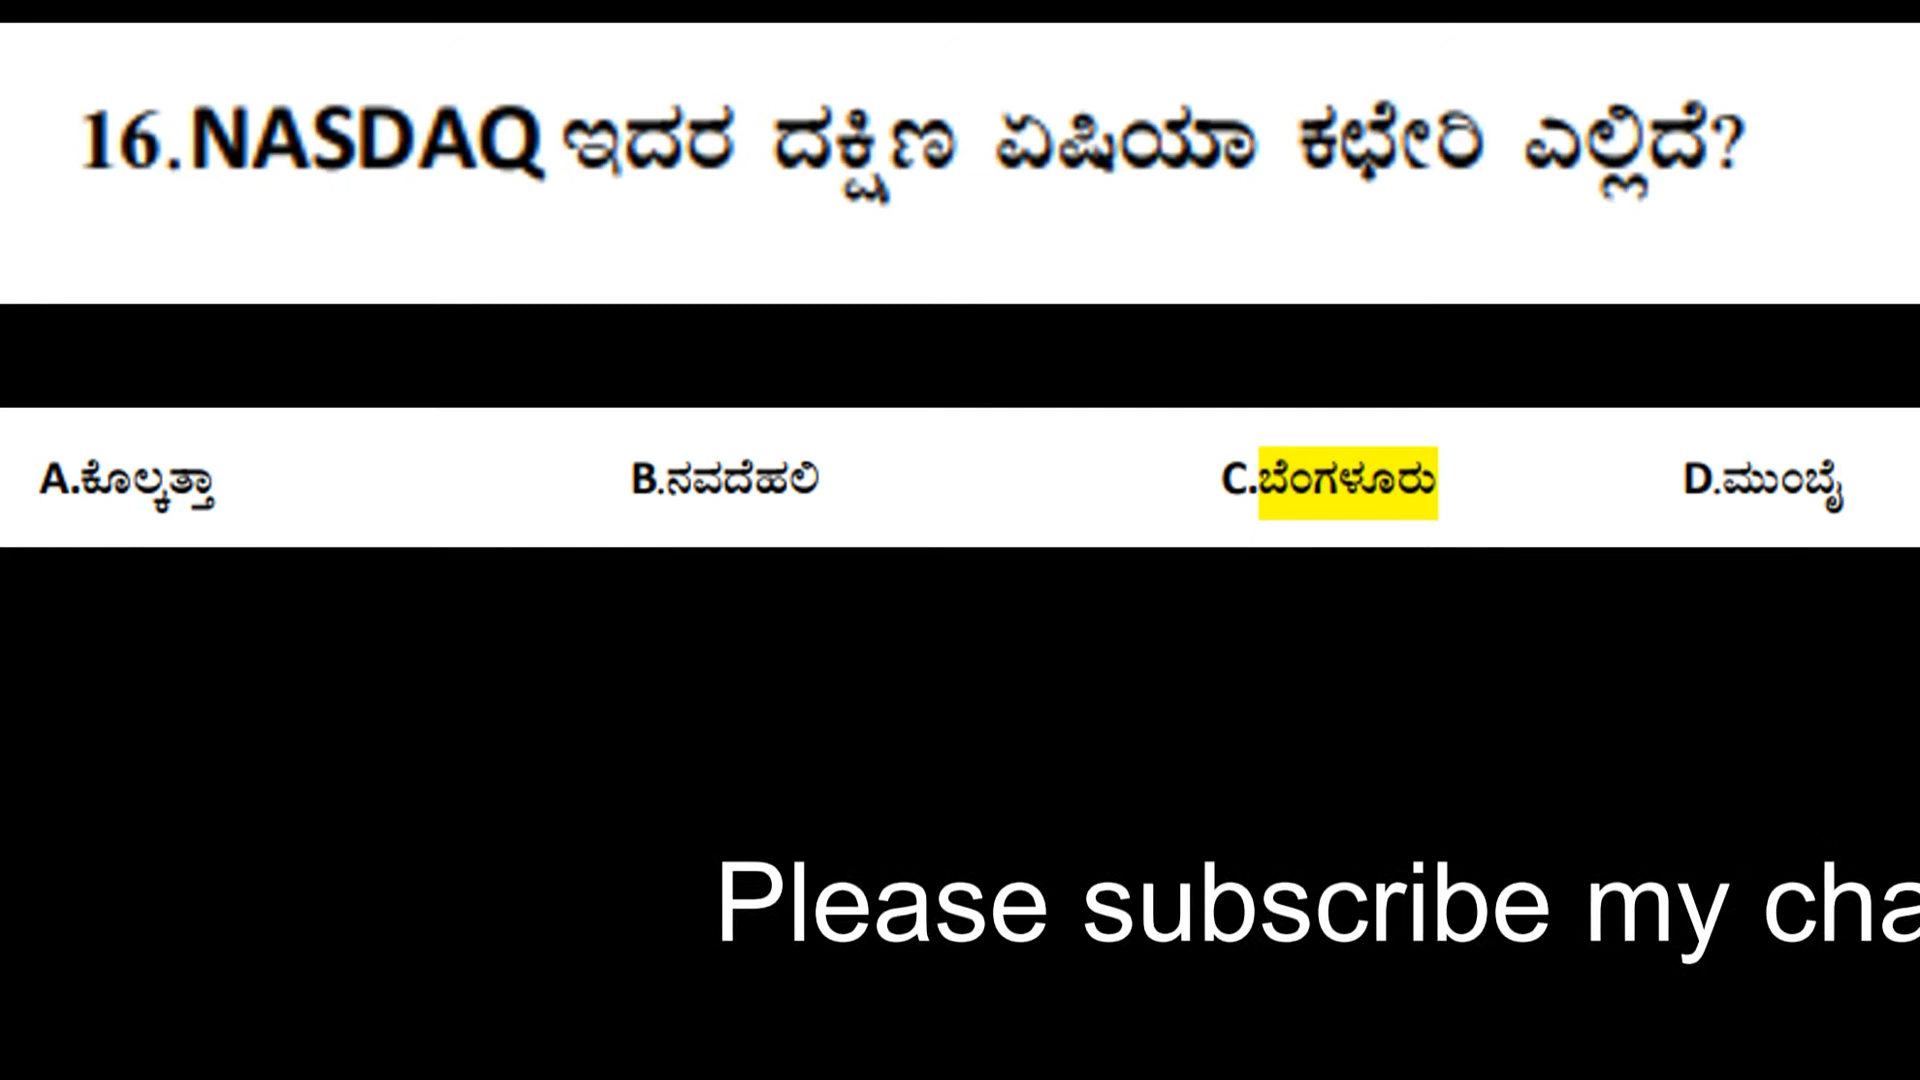 16.NASDAQ ಇದರ ದಕ್ಷಿಣ ಏಷಿಯಾ ಕಛೇರಿ ಎಲ್ಲಿದೆ?
A.ಕೊಲ್ಕತ್ತಾ B.ನವದೆಹಲಿ C.ಬೆಂಗಳೂರು D.ಮುಂಬೈ
Please subscribe my cha